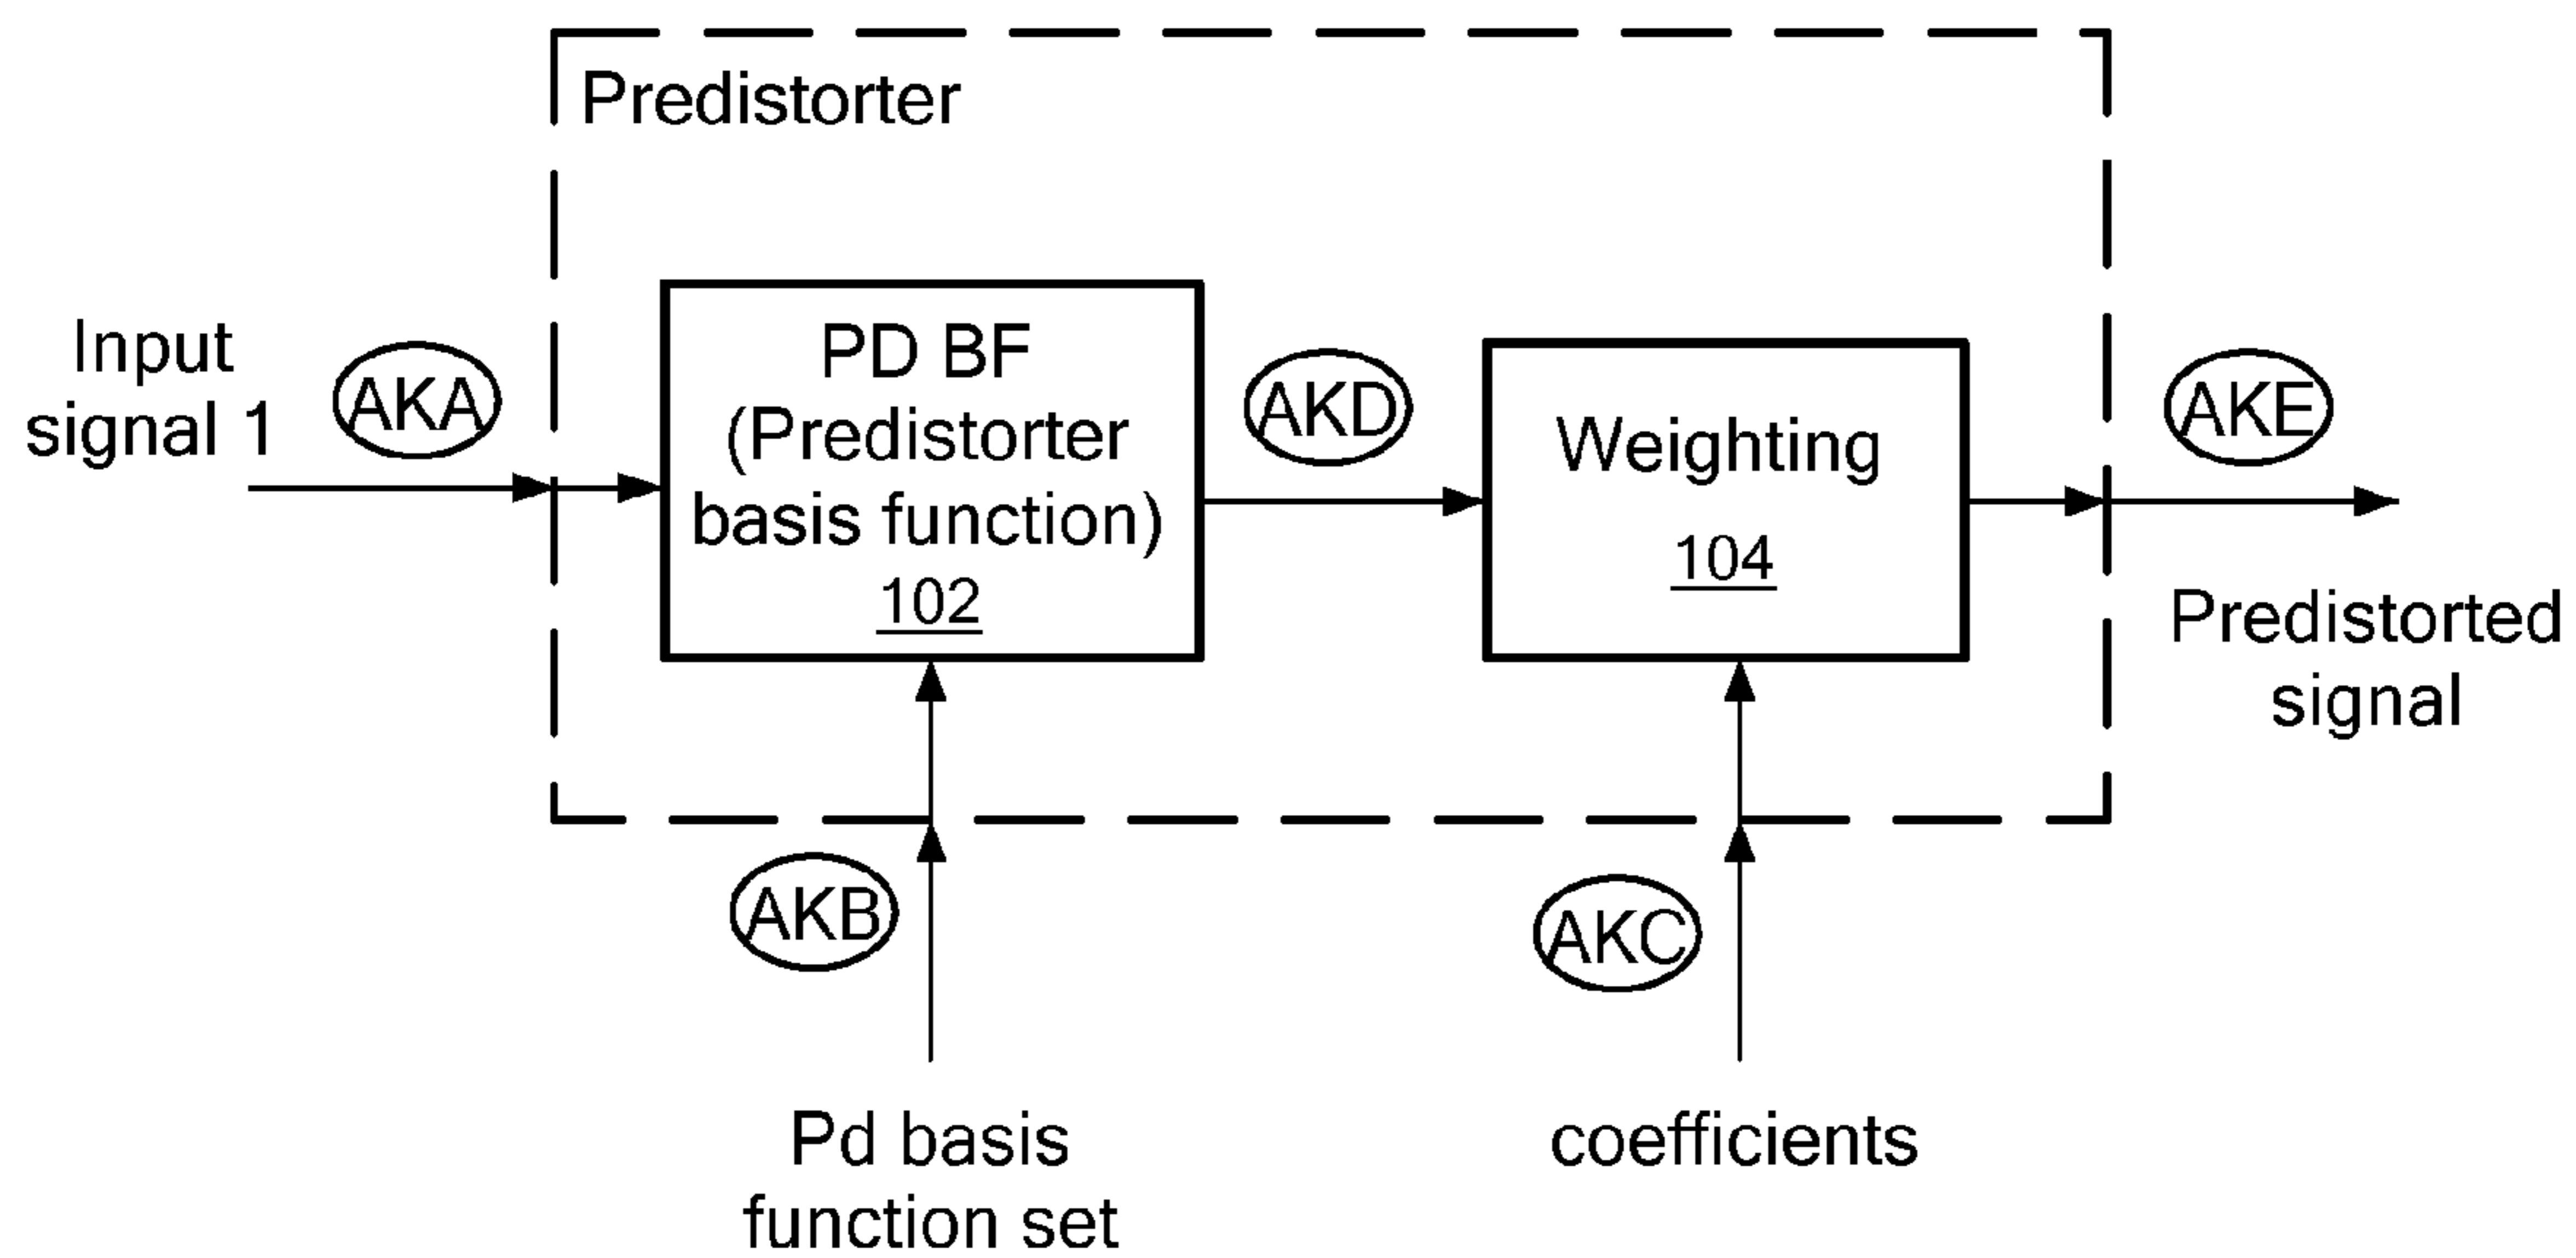 Predistorter
Input
signal 1
AKA
PD BF
(Predistorter
basis function)
102
AKD
Weighting
104
AKE
Predistorted
signal
AKB
AKC
Pd basis
function set
coefficients